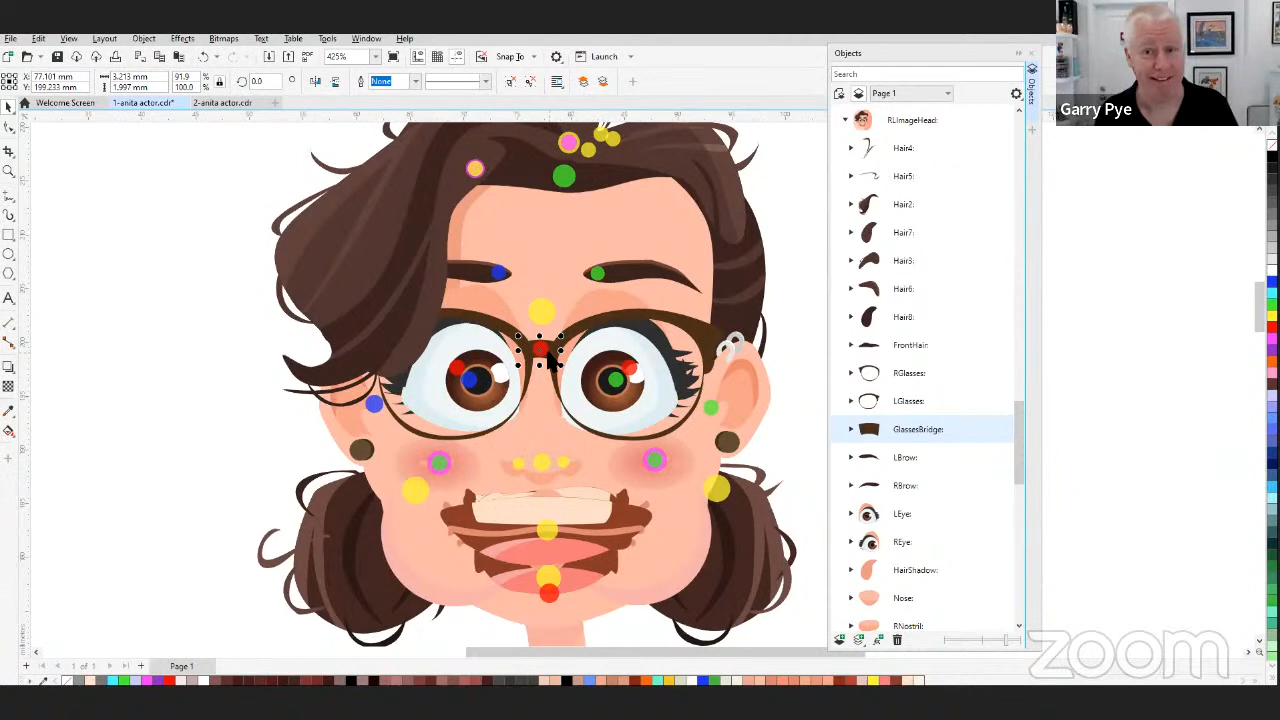 File Edit View Layout Object Effects Bitmaps Text Table Tools Window Help
PDF 425% Snap To Launch
77.101 mm 3.213 mm 91.9 %
199.233 mm 1.997 mm 100.0 % 0.0 ° None
Welcome Screen 1-anita actor.cdr* 2-anita actor.cdr
Objects
Search
Page 1
Objects
RLImageHead:
Hair4:
Hair5:
Hair2:
Hair7:
Hair3:
Hair6:
Hair8:
FrontHair:
RGlasses:
LGlasses:
GlassesBridge:
LBrow:
RBrow:
LEye:
REye:
HairShadow:
Nose:
RNostril:
1 of 1 Page 1
Garry Pye
zoom